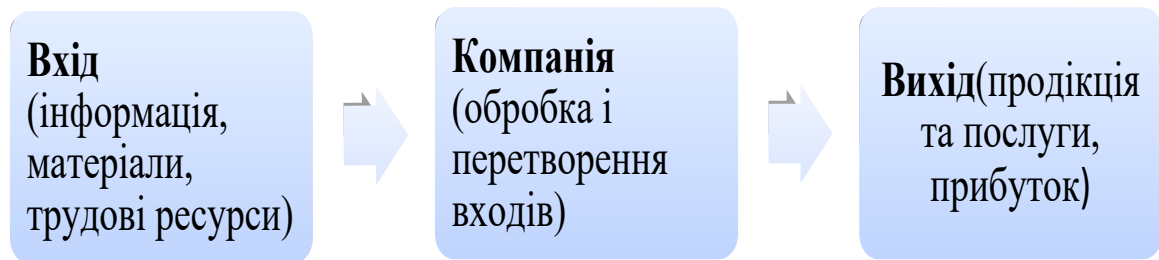 Вхід
(інформація,
матеріали,
трудові ресурси)
Компанія
(обробка і
перетворення
входів)
Вихід(продікція
та послуги,
прибуток)